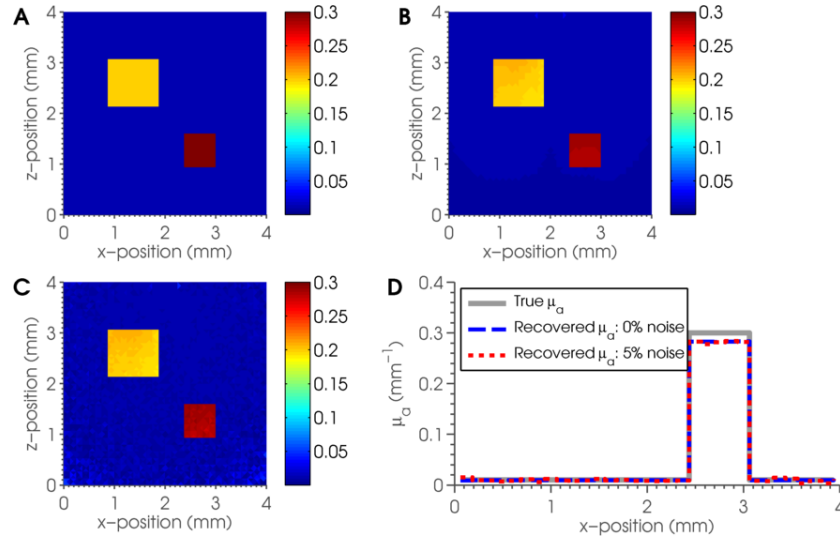 A
4
3
2
1
0
z-position (mm)
0 1 2 3 4
x-position (mm)
0.3
0.25
0.2
0.15
0.1
0.05
B
4
3
2
1
0
z-position (mm)
0 1 2 3 4
x-position (mm)
0.3
0.25
0.2
0.15
0.1
0.05
C
4
3
2
1
0
z-position (mm)
0 1 2 3 4
x-position (mm)
0.3
0.25
0.2
0.15
0.1
0.05
D
0.4
0.3
0.2
0.1
0
μa (mm−1)
True μa
Recovered μa: 0% noise
Recovered μa: 5% noise
0 1 2 3 4
x-position (mm)